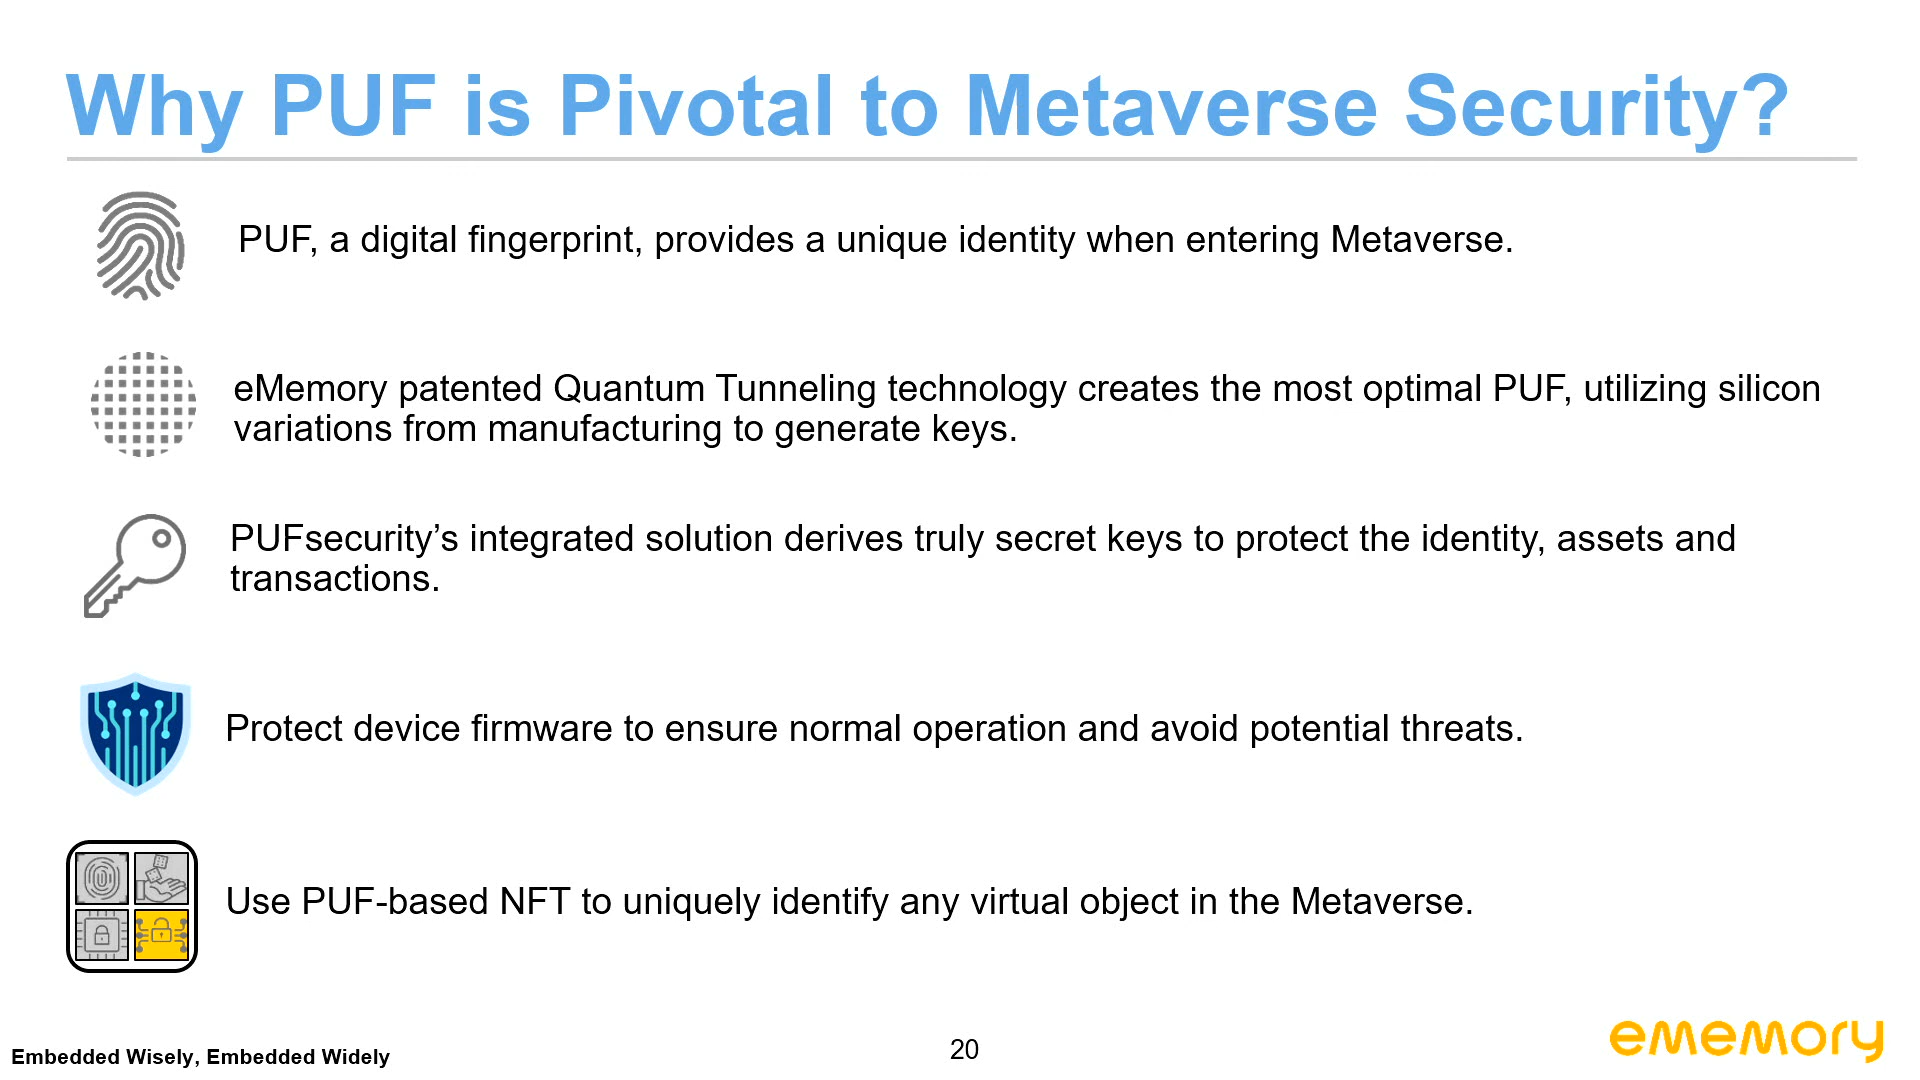 Why PUF is Pivotal to Metaverse Security?
PUF, a digital fingerprint, provides a unique identity when entering Metaverse.
eMemory patented Quantum Tunneling technology creates the most optimal PUF, utilizing silicon
variations from manufacturing to generate keys.
PUFsecurity’s integrated solution derives truly secret keys to protect the identity, assets and
transactions.
Protect device firmware to ensure normal operation and avoid potential threats.
Use PUF-based NFT to uniquely identify any virtual object in the Metaverse.
Embedded Wisely, Embedded Widely
20
ememory